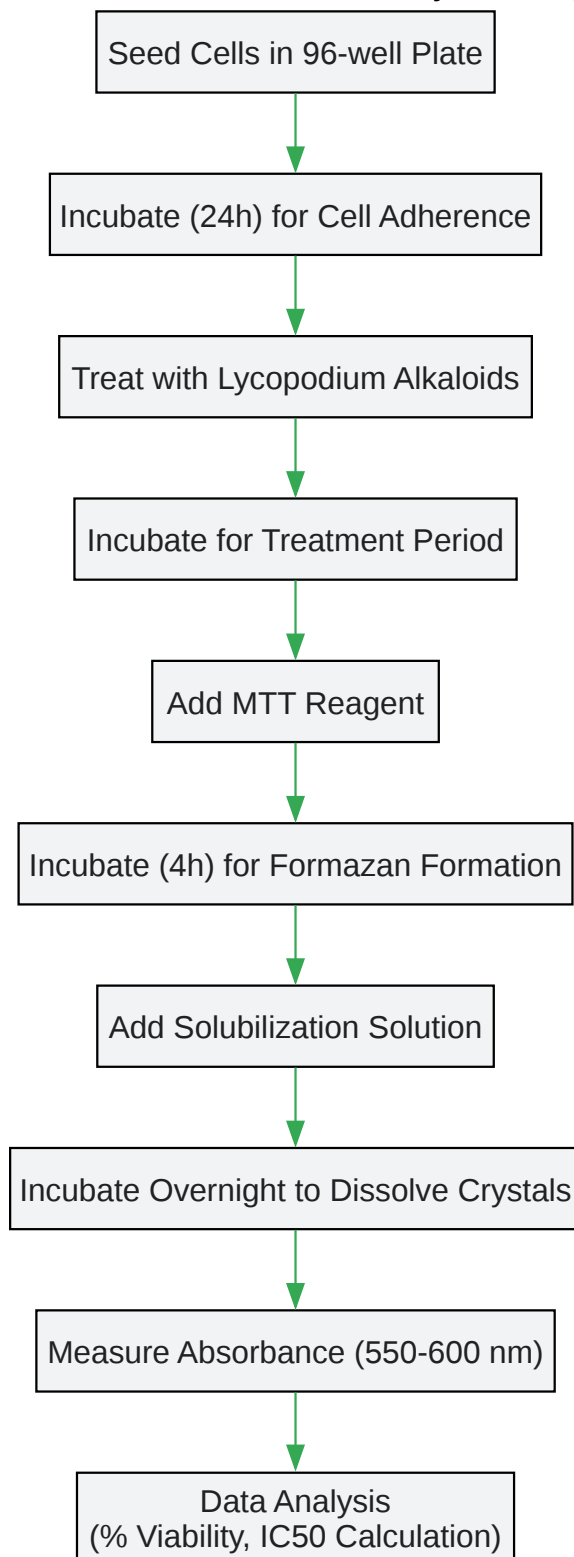 Seed Cells in 96-well Plate
Incubate (24h) for Cell Adherence
Treat with Lycopodium Alkaloids
Incubate for Treatment Period
Add MTT Reagent
Incubate (4h) for Formazan Formation
Add Solubilization Solution
Incubate Overnight to Dissolve Crystals
Measure Absorbance (550-600 nm)
Data Analysis
(% Viability, IC50 Calculation)